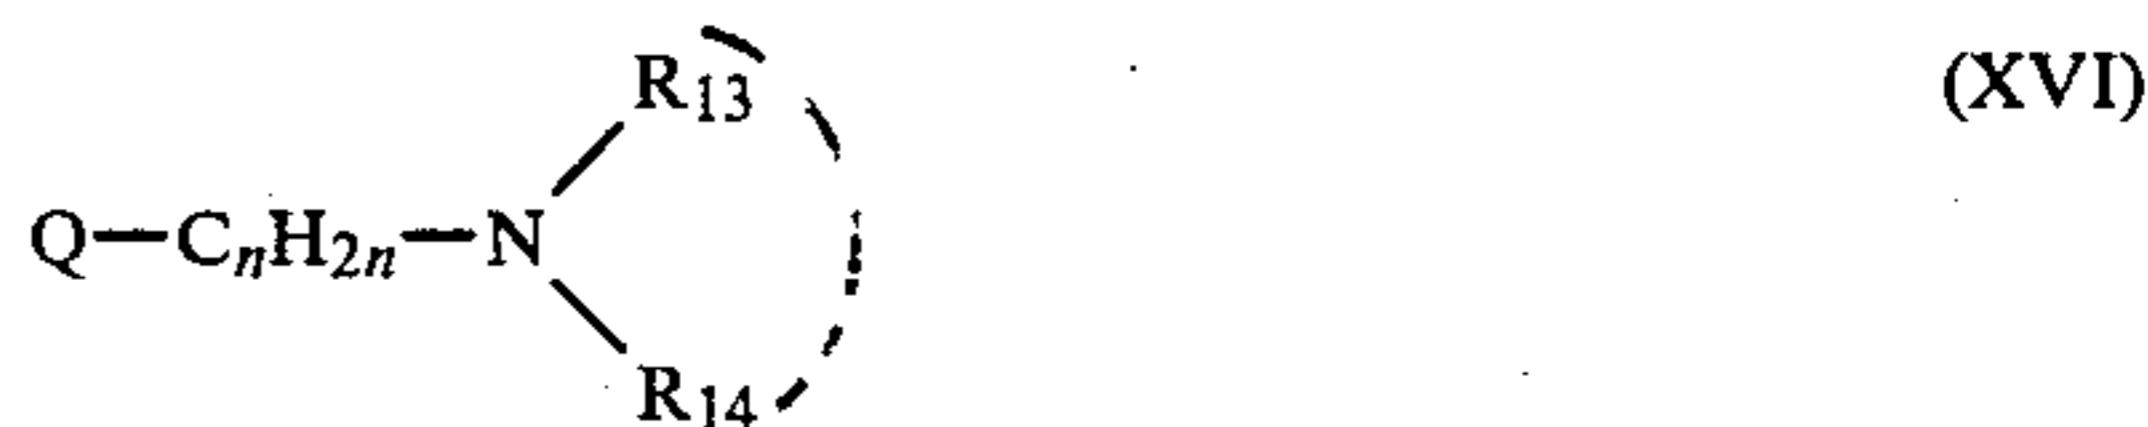 R13
(XVI)
Q—CnH2n—N
R14